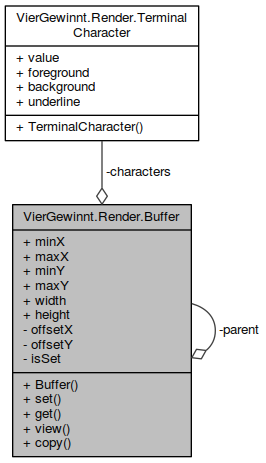 VierGewinnt.Render.Terminal
Character
+ value
+ foreground
+ background
+ underline
+ TerminalCharacter()
-characters
VierGewinnt.Render.Buffer
+ minX
+ maxX
+ minY
+ maxY
+ width
+ height
- offsetX
- offsetY
- isSet
-parent
+ Buffer()
+ set()
+ get()
+ view()
+ copy()